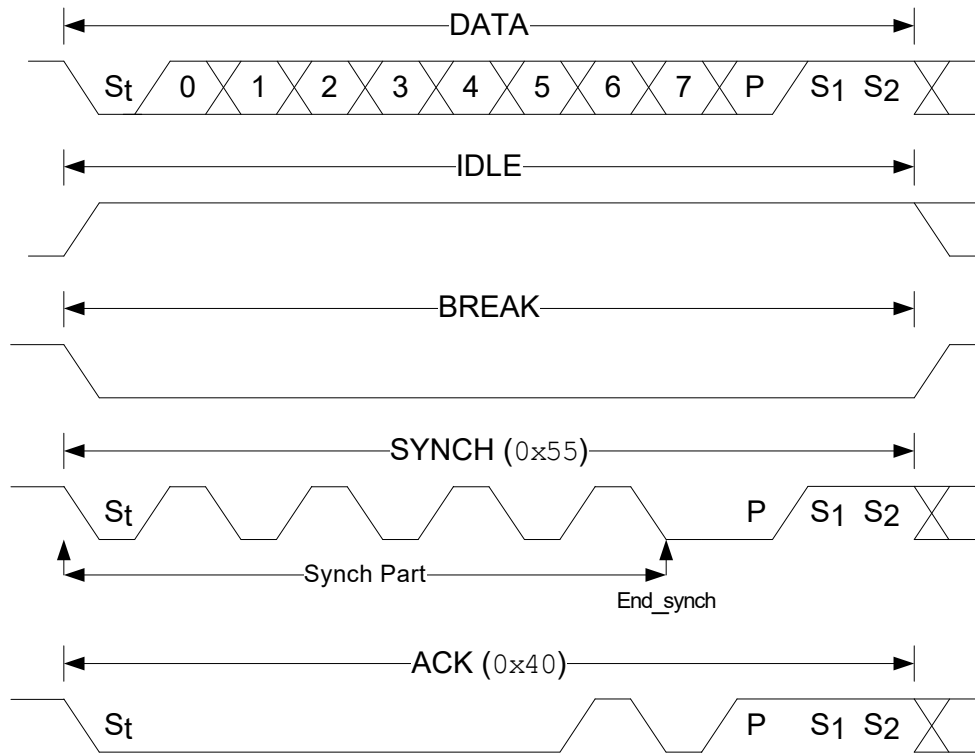 DATA
St 0 1 2 3 4 5 6 7 P S1 S2
IDLE
BREAK
SYNCH (0x55)
St P S1 S2
Synch Part
End_synch
ACK (0x40)
St P S1 S2